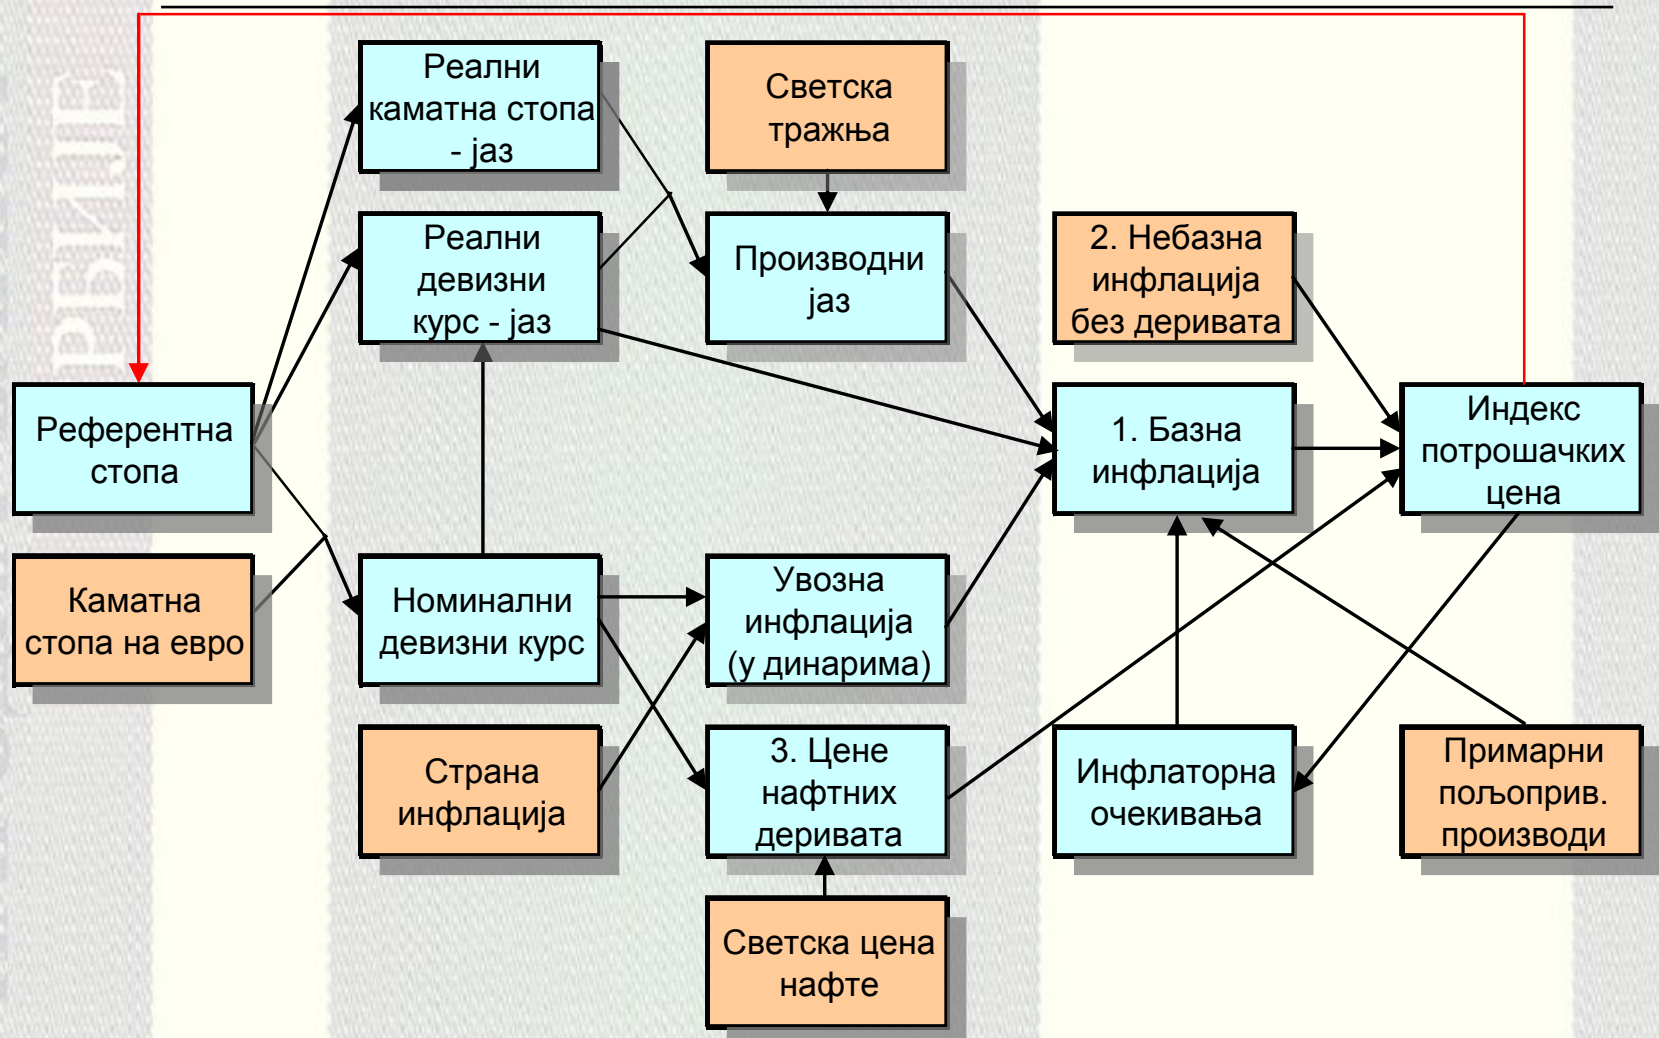 РБИЈЕ
Реални
каматна стопа
- јаз
Светска
тражња
Реални
девизни
курс - јаз
Производни
јаз
2. Небазна
инфлација
без деривата
Референтна
стопа
1. Базна
инфлација
Индекс
потрошачких
цена
Каматна
стопа на евро
Номинални
девизни курс
Увозна
инфлација
(у динарима)
Страна
инфлација
3. Цене
нафтних
деривата
Инфлаторна
очекивања
Примарни
пољоприв.
производи
Светска цена
нафте